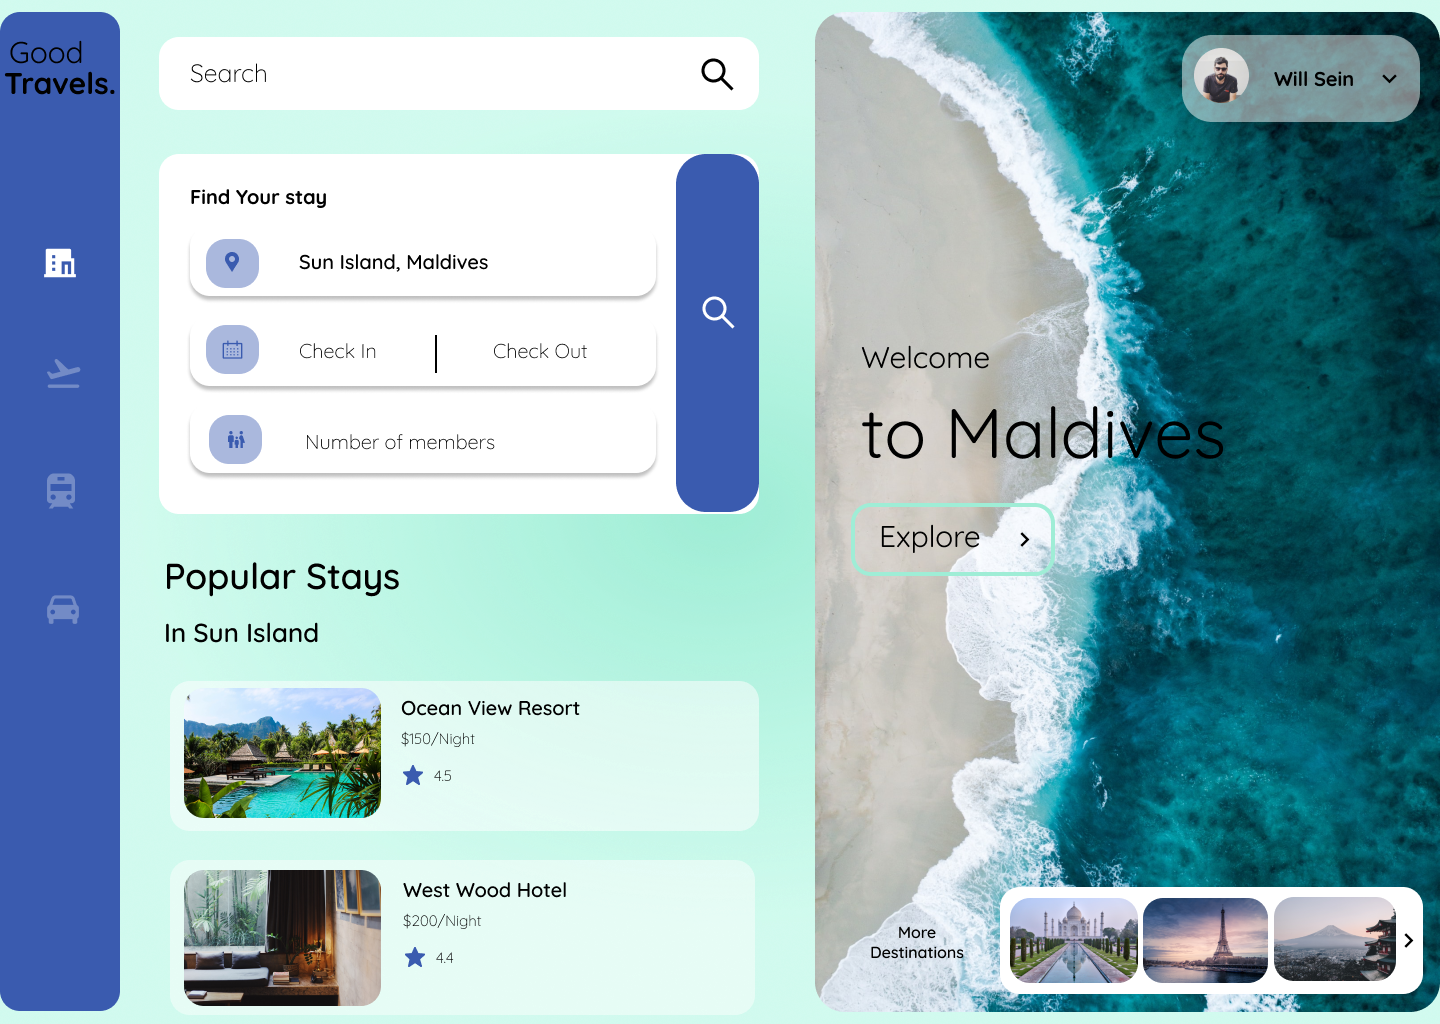 Good
Travels.
Search
Find Your stay
Sun Island, Maldives
Check In
Check Out
Number of members
Popular Stays
In Sun Island
Ocean View Resort
$150/Night
4.5
West Wood Hotel
$200/Night
4.4
Will Sein
Welcome
to Maldives
Explore
More
Destinations